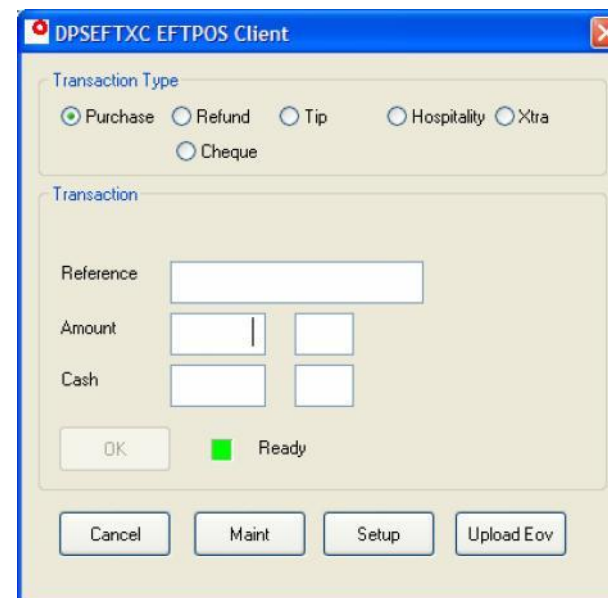 DPSEFTXC EFTPOS Client
Transaction Type
Purchase Refund Tip Hospitality Xtra
Cheque
Transaction
Reference
Amount
Cash
OK Ready
Cancel Maint Setup Upload Eov